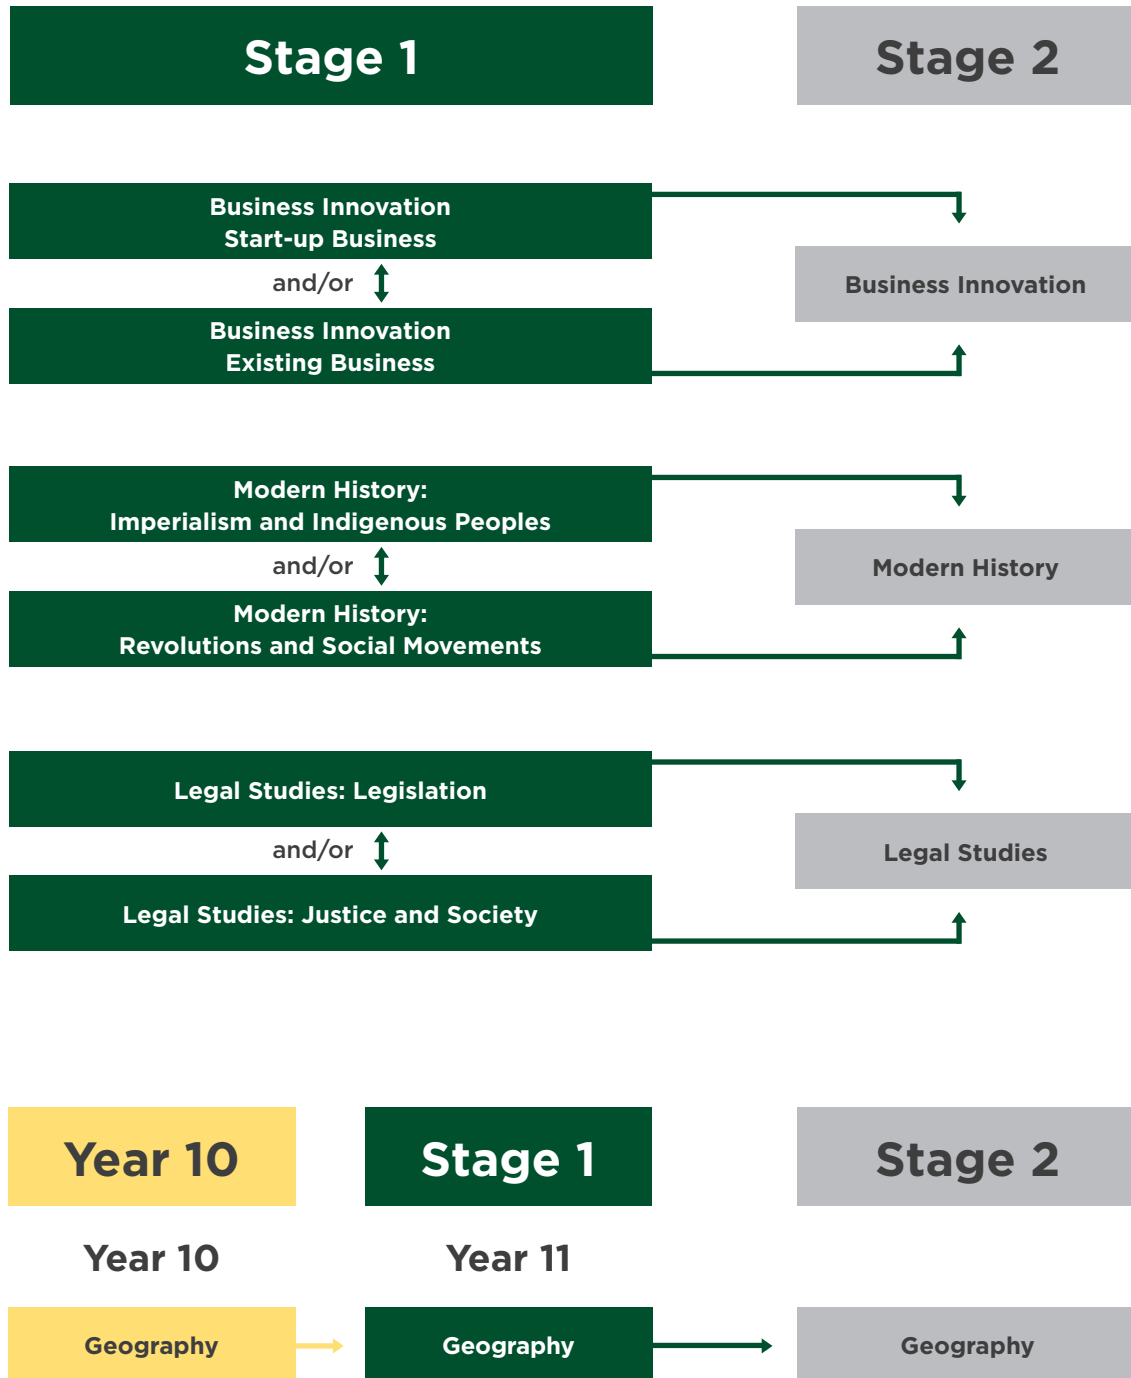 Stage 1
Stage 2
Business Innovation
Start-up Business
and/or
Business Innovation
Existing Business
Business Innovation
Modern History:
Imperialism and Indigenous Peoples
and/or
Modern History:
Revolutions and Social Movements
Modern History
Legal Studies: Legislation
and/or
Legal Studies: Justice and Society
Legal Studies
Year 10
Stage 1
Stage 2
Year 10
Year 11
Geography
Geography
Geography